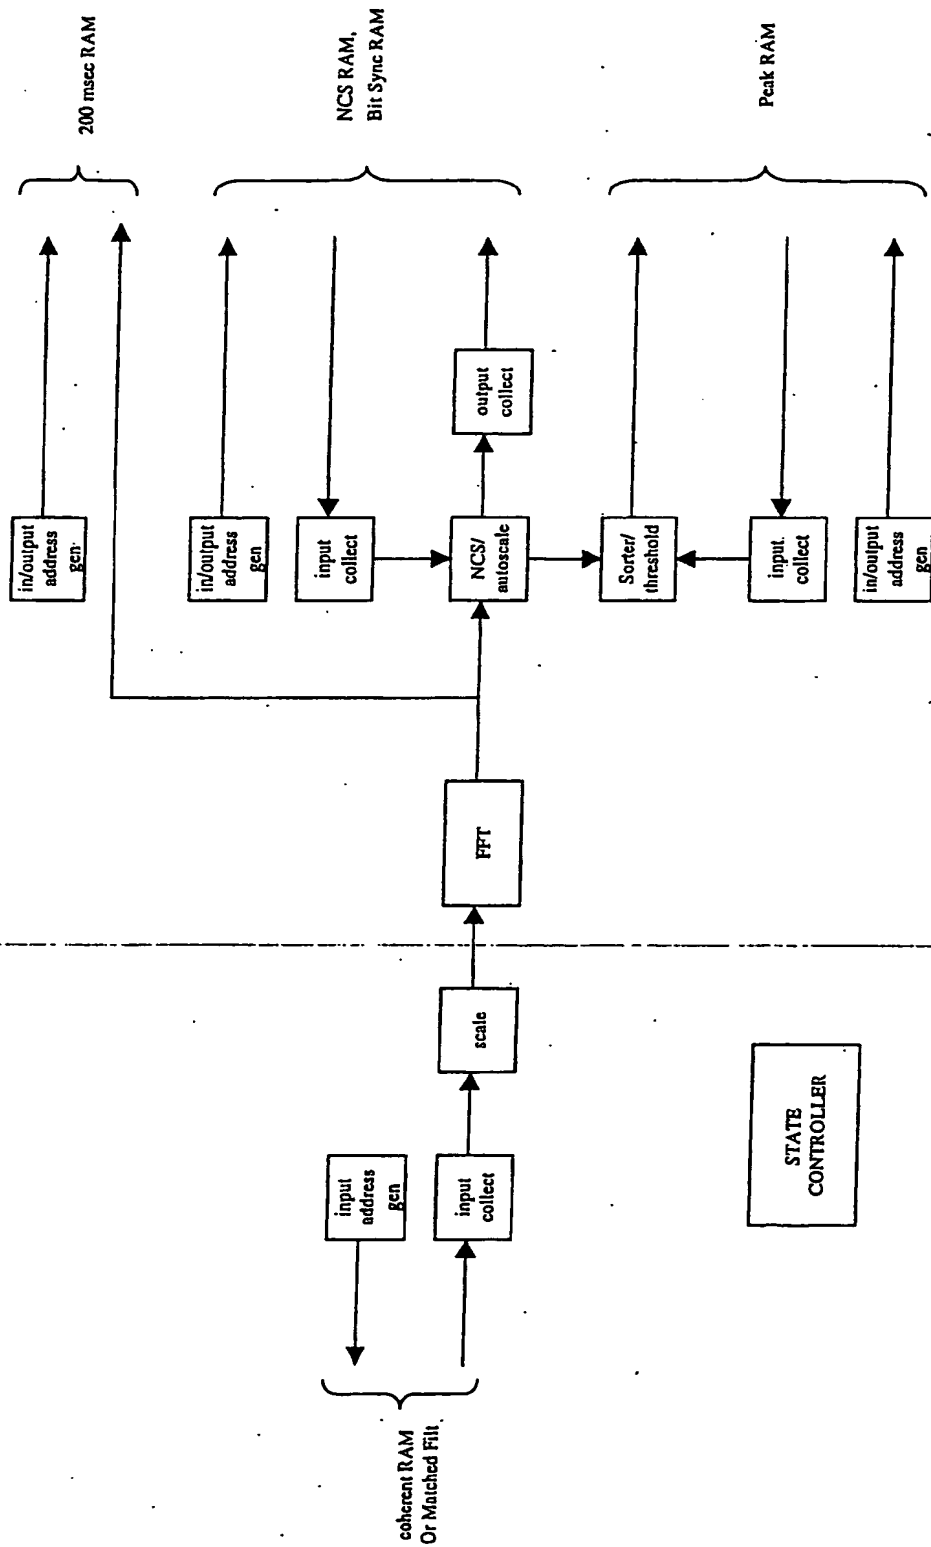 200 msec RAM
NCS RAM,
Bit Sync RAM
Peak RAM
in/output
address
gen
in/output
address
gen
input
collect
output
collect
NCS/
autoscale
Sorter/
threshold
input
collect
in/output
address
gen
FFT
scale
input
address
gen
input
collect
STATE
CONTROLLER
coherent RAM
Or Matched Filt